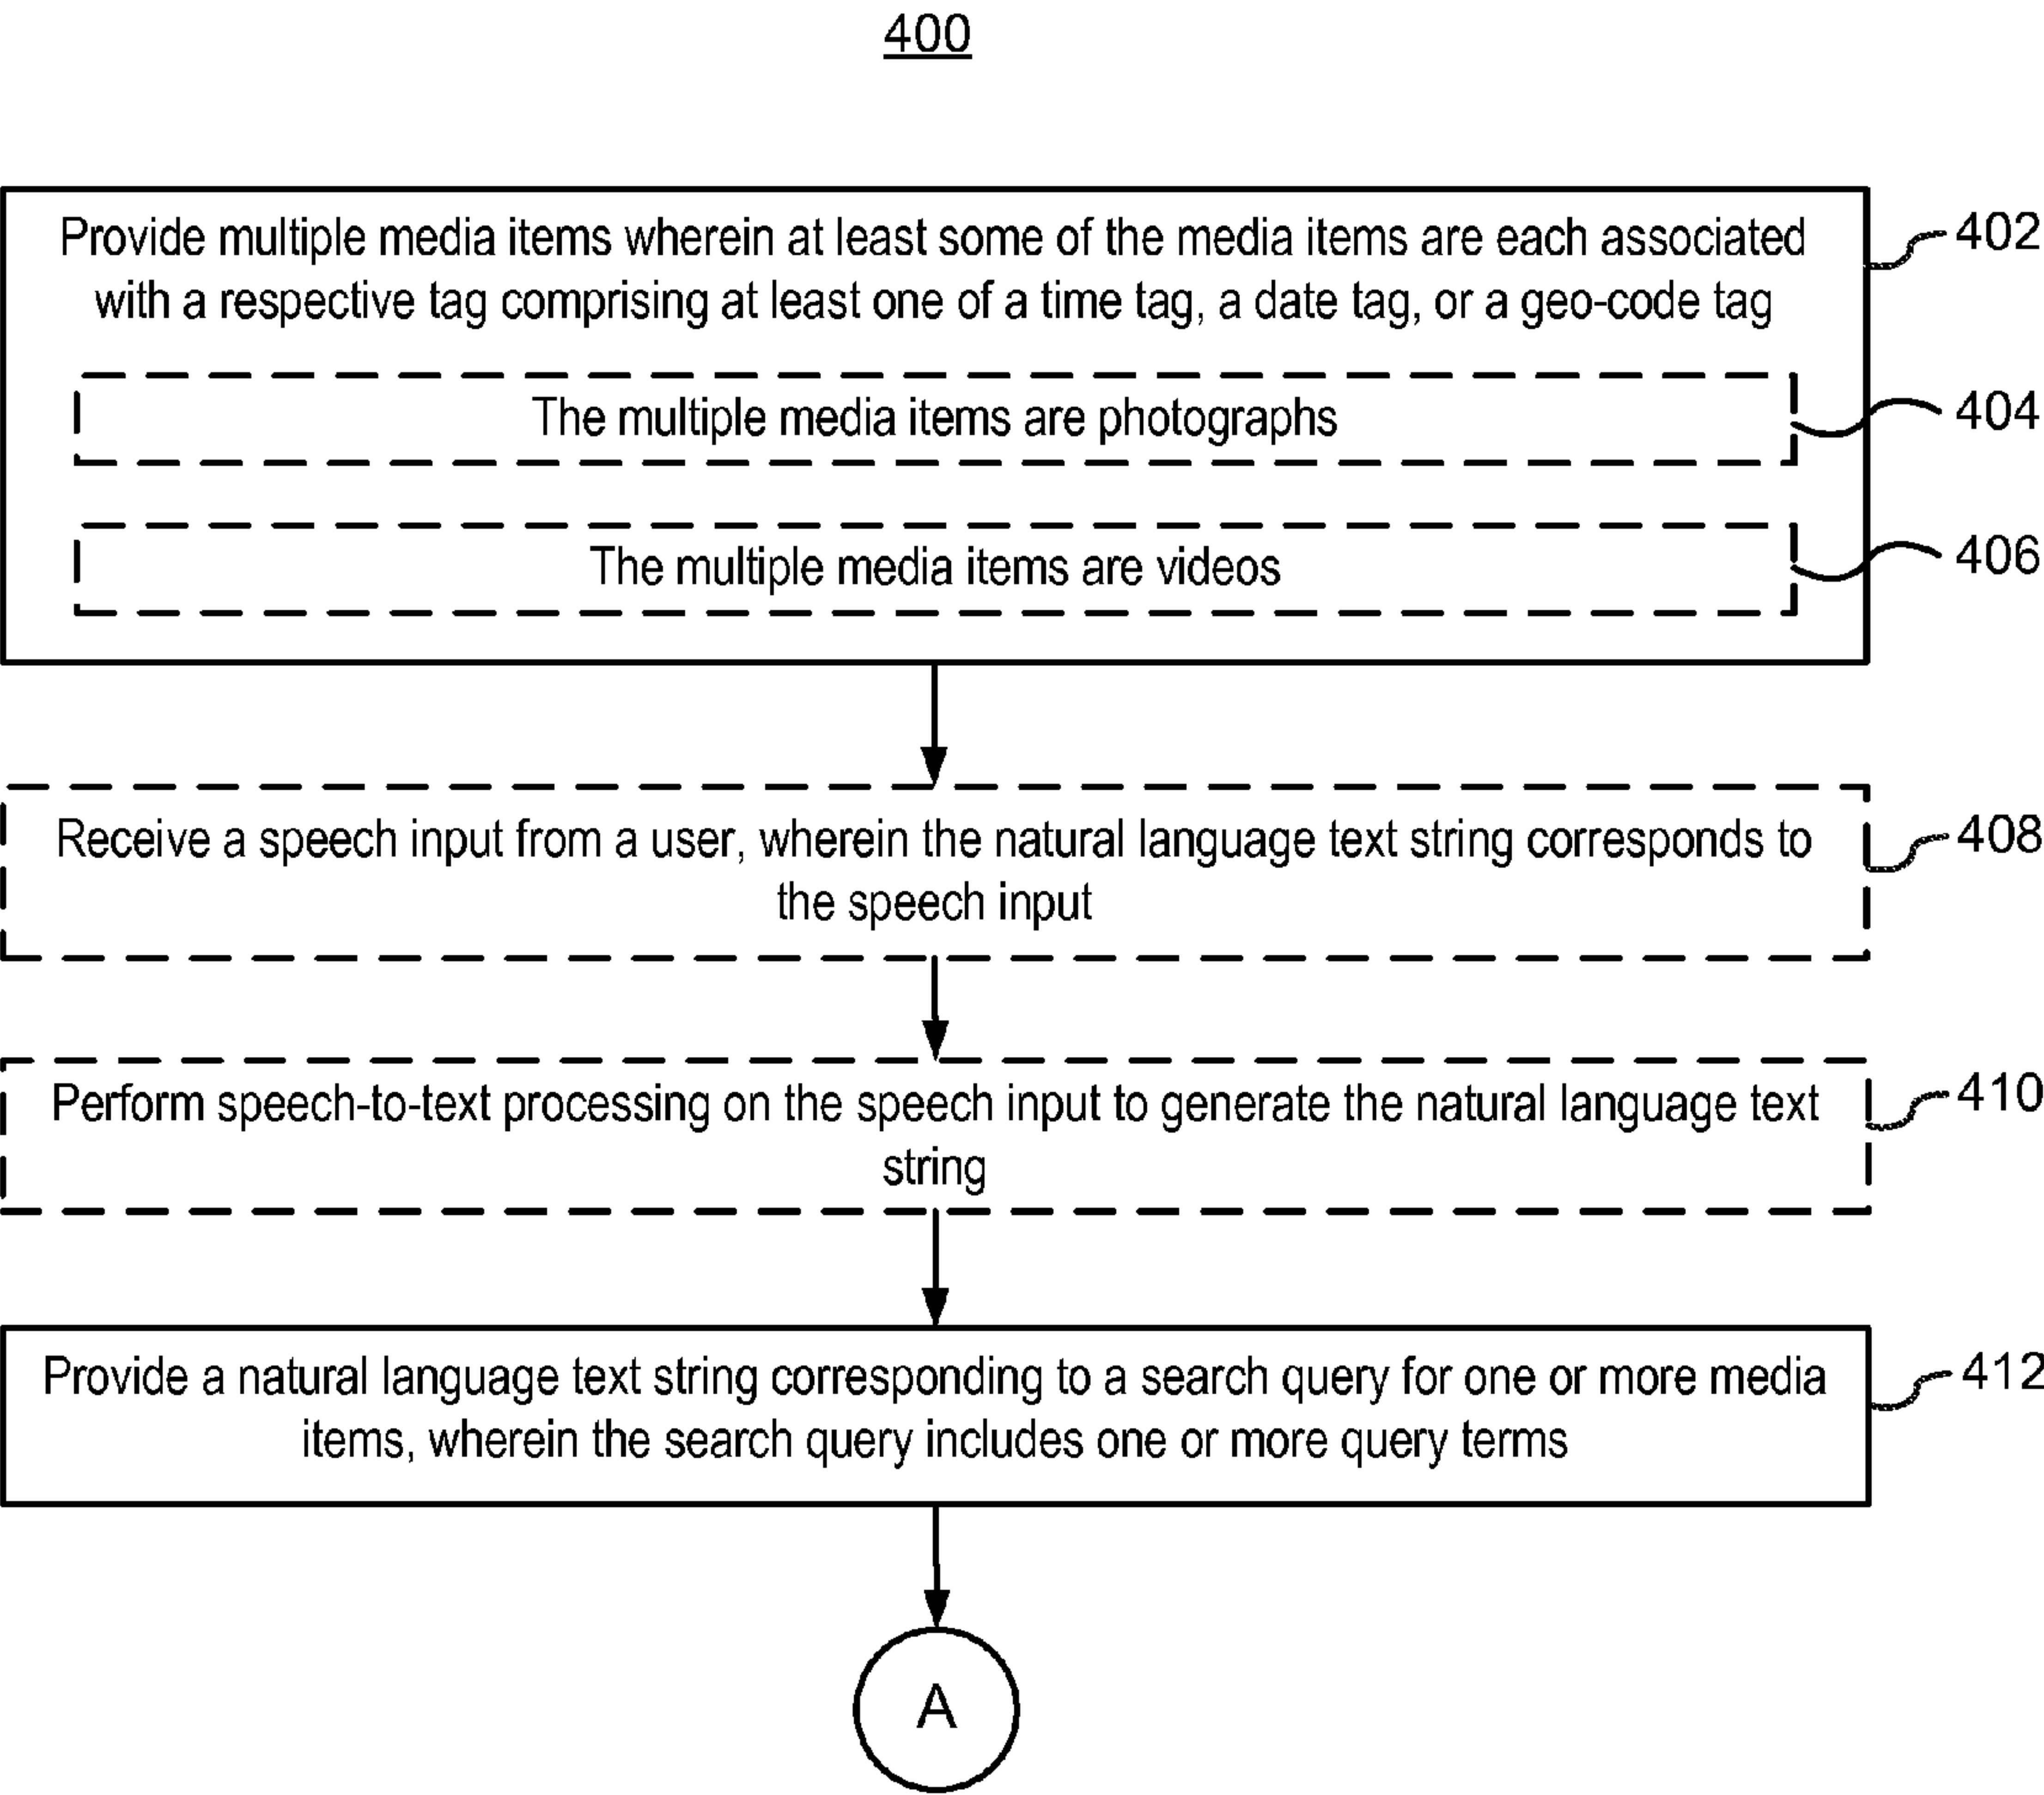 400
Provide multiple media items wherein at least some of the media items are each associated
with a respective tag comprising at least one of a time tag, a date tag, or a geo-code tag
402
The multiple media items are photographs
404
The multiple media items are videos
406
Receive a speech input from a user, wherein the natural language text string corresponds to
the speech input
408
Perform speech-to-text processing on the speech input to generate the natural language text
string
410
Provide a natural language text string corresponding to a search query for one or more media
items, wherein the search query includes one or more query terms
412
A